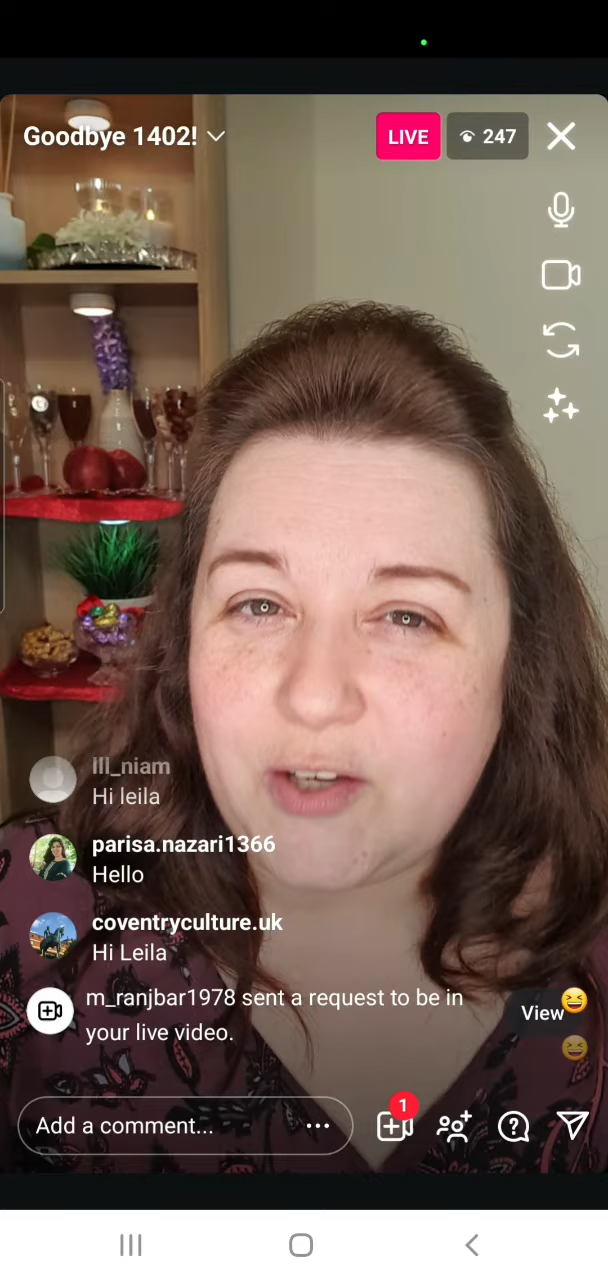 Goodbye 1402!
LIVE
247
lll_niam
Hi leila
parisa.nazari1366
Hello
coventryculture.uk
Hi Leila
m_ranjbar1978 sent a request to be in
your live video.
View
1
Add a comment...
?